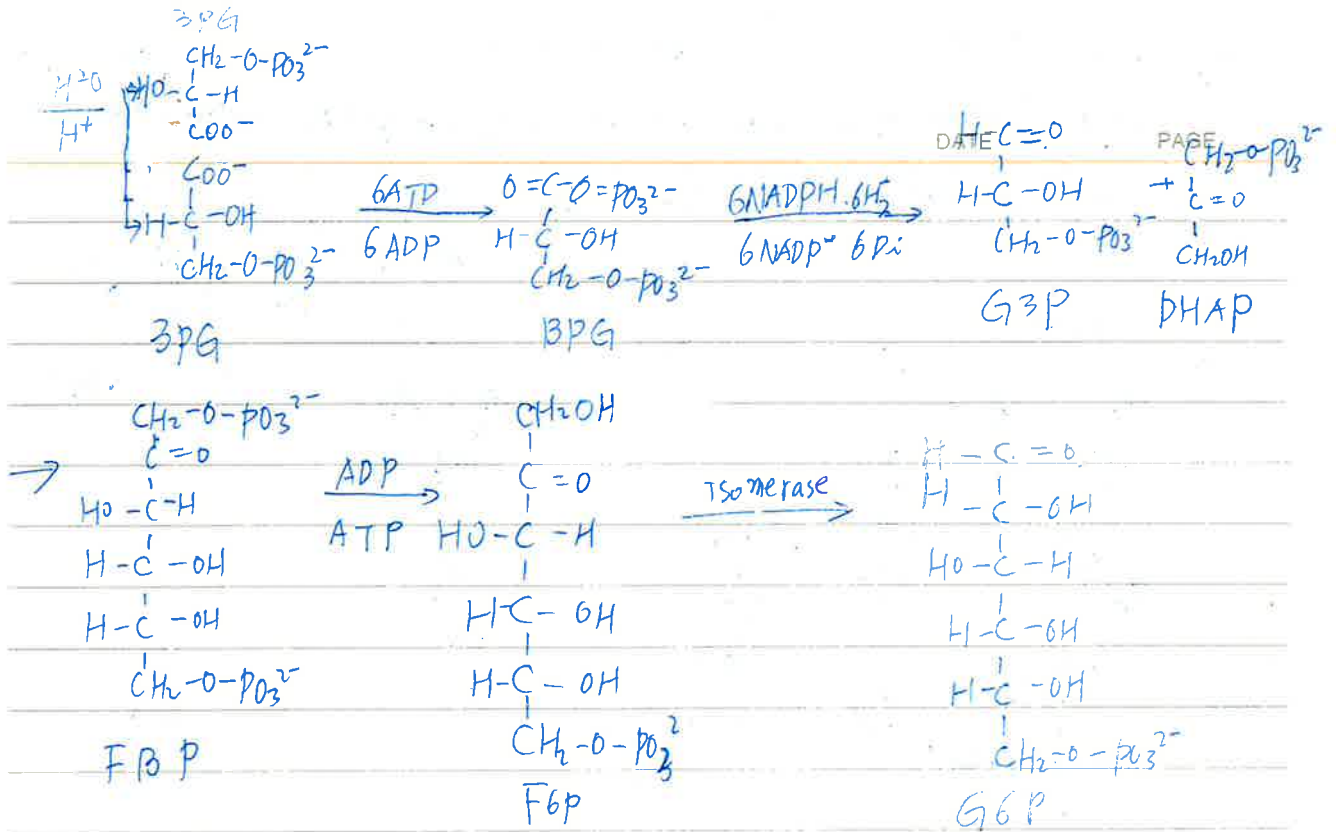 3PG
CH2-O-PO3 2-
H2O
HO-C-H
H+
COO-
COO-
H-C-OH
CH2-O-PO3 2-
3PG
6ATP
6ADP
O=C-O=PO3 2-
H-C-OH
CH2-O-PO3 2-
BPG
6NADPH.6H
6NADP 6Pi
DATE
H-C=O
H-C-OH
CH2-O-PO3 2-
G3P
PAGE
+
CH2-O-PO3 2-
C=O
CH2OH
DHAP
→
CH2-O-PO3 2-
C=O
HO-C-H
H-C-OH
H-C-OH
CH2-O-PO3 2-
FBP
ADP
ATP
CH2OH
C=O
HO-C-H
H-C-OH
H-C-OH
CH2-O-PO3 2
F6P
Isomerase
H-C=O
H-C-OH
HO-C-H
H-C-OH
H-C-OH
CH2-O-PO3 2-
G6P